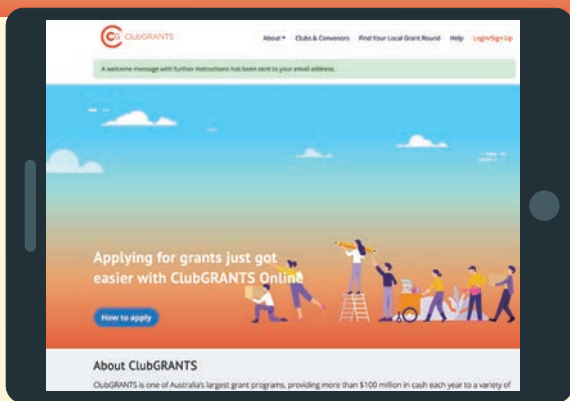 CG ClubGRANTS
About Clubs & Convenors Find Your Local Grant Round Help Login/Sign Up
A welcome message with further instructions has been sent to your email address.
Applying for grants just got
easier with ClubGRANTS Online
How to apply
About ClubGRANTS
ClubGRANTS is one of Australia's largest grant programs, providing more than $100 million in cash each year to a variety of